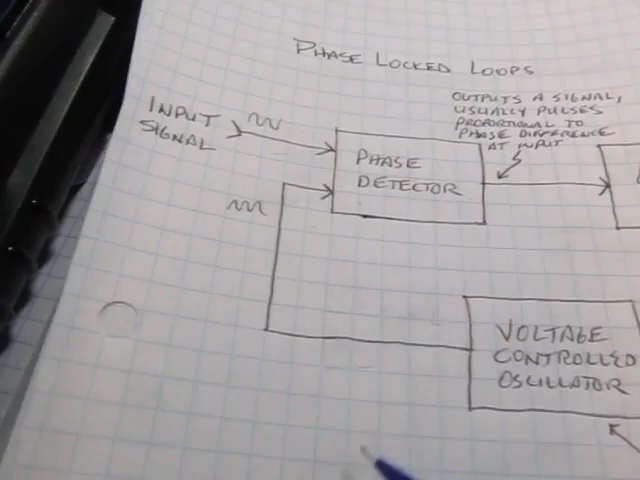 PHASE LOCKED LOOPS
INPUT
SIGNAL
OUTPUTS A SIGNAL,
USUALLY PULSES
PROPORTIONAL TO
PHASE DIFFERENCE
AT INPUT
PHASE
DETECTOR
VOLTAGE
CONTROLLED
OSCILLATOR